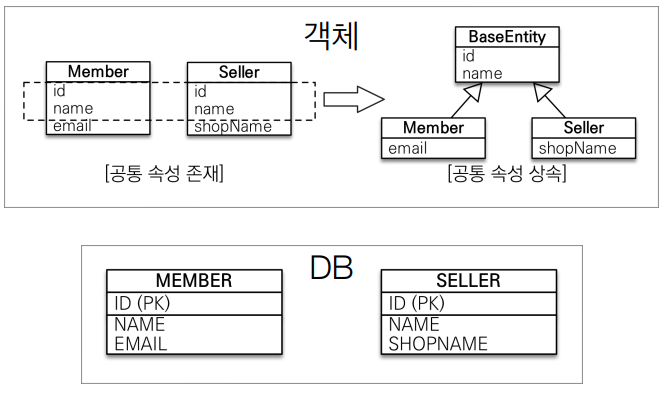 객체
Member
id
name
email
Seller
id
name
shopName
[공통 속성 존재]
BaseEntity
id
name
Member
email
Seller
shopName
[공통 속성 상속]
DB
MEMBER
ID (PK)
NAME
EMAIL
SELLER
ID (PK)
NAME
SHOPNAME